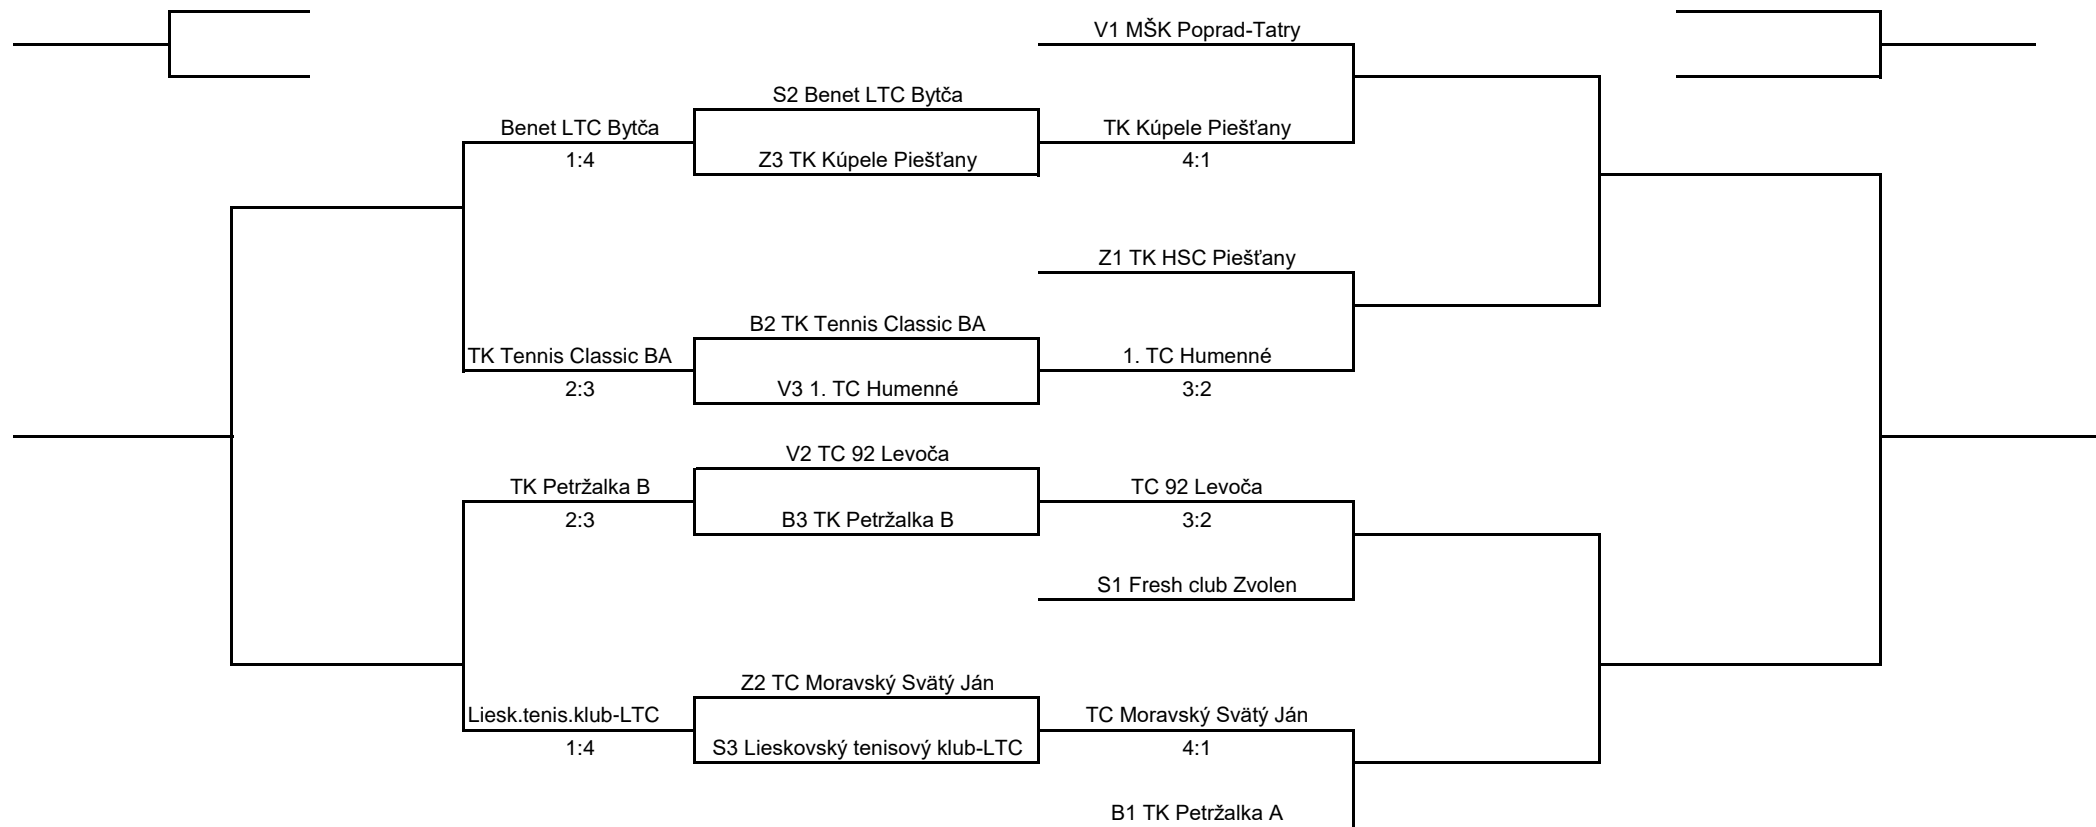 V1 MŠK Poprad-Tatry
S2 Benet LTC Bytča
Benet LTC Bytča
TK Kúpele Piešťany
1:4
Z3 TK Kúpele Piešťany
4:1
Z1 TK HSC Piešťany
B2 TK Tennis Classic BA
TK Tennis Classic BA
1. TC Humenné
2:3
V3 1. TC Humenné
3:2
V2 TC 92 Levoča
TK Petržalka B
TC 92 Levoča
2:3
B3 TK Petržalka B
3:2
S1 Fresh club Zvolen
Z2 TC Moravský Svätý Ján
Liesk.tenis.klub-LTC
TC Moravský Svätý Ján
1:4
S3 Lieskovský tenisový klub-LTC
4:1
B1 TK Petržalka A